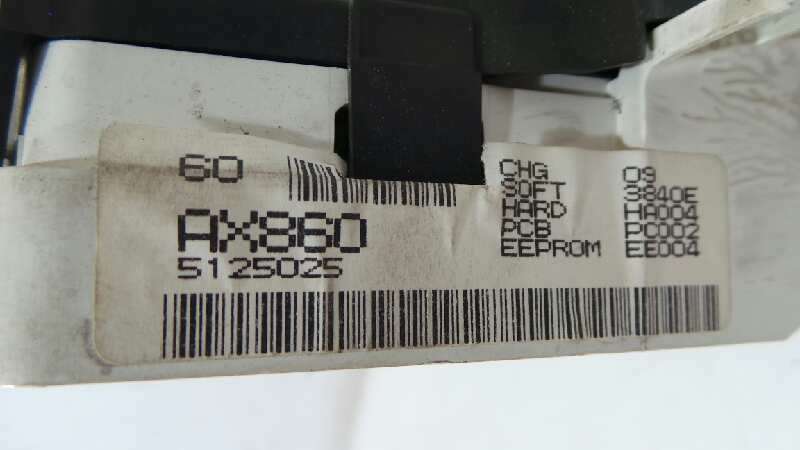 60
AX860
5125025
CHG 09
SOFT 3840E
HARD HA004
PCB PC002
EEPROM EE004